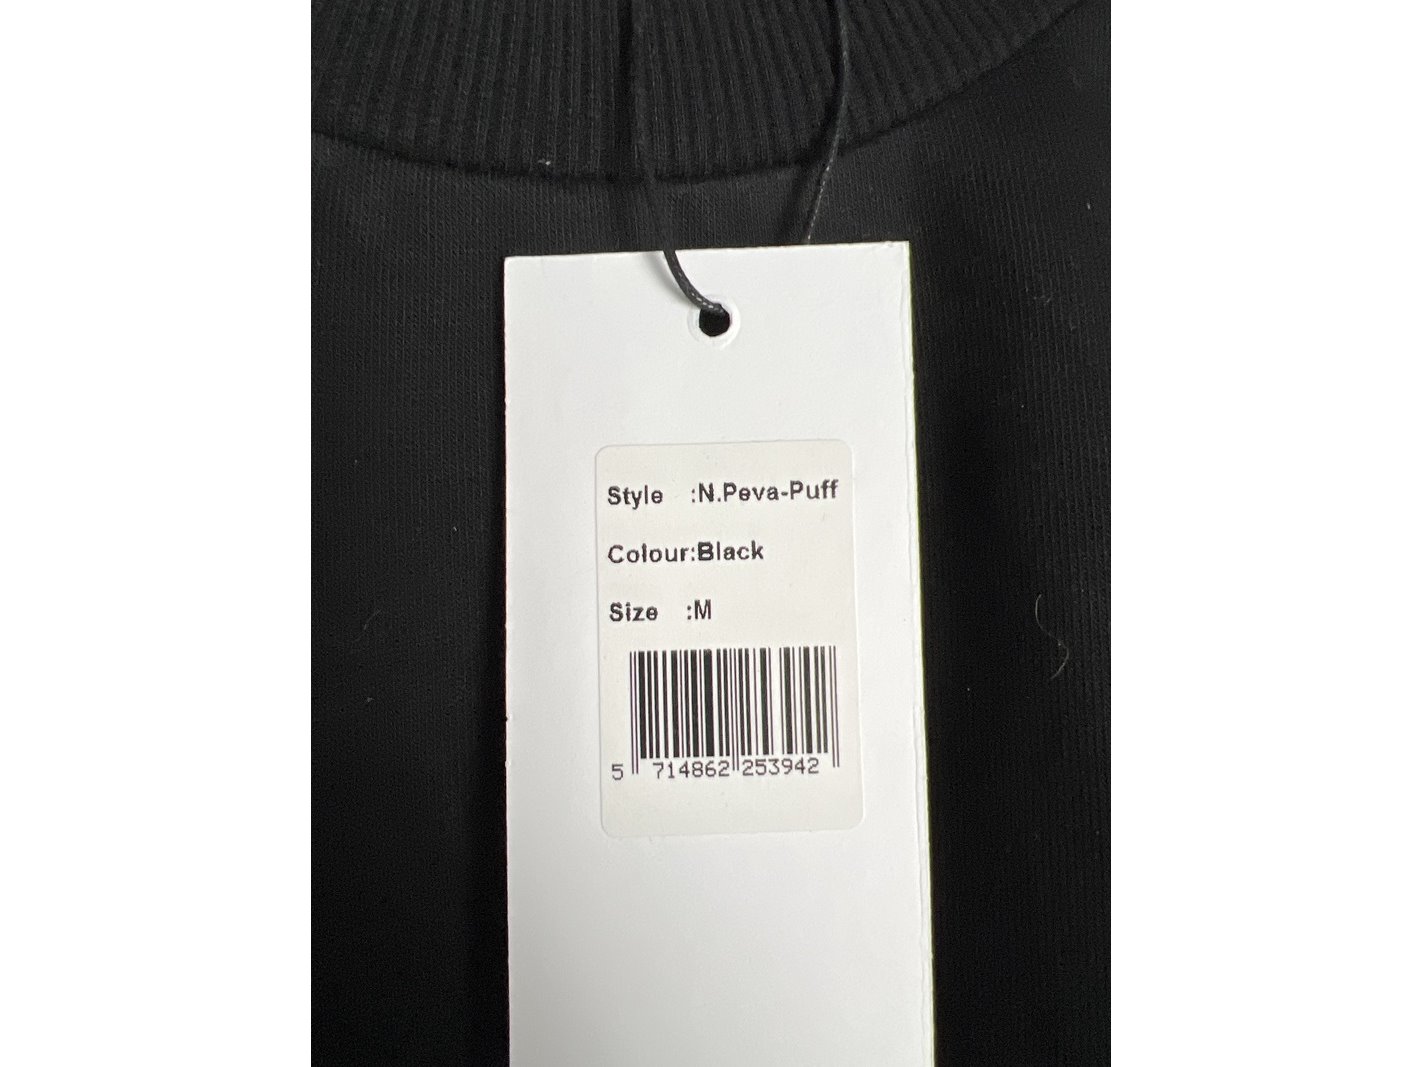 Style :N.Peva-Puff
Colour:Black
Size :M
5 714862 253942